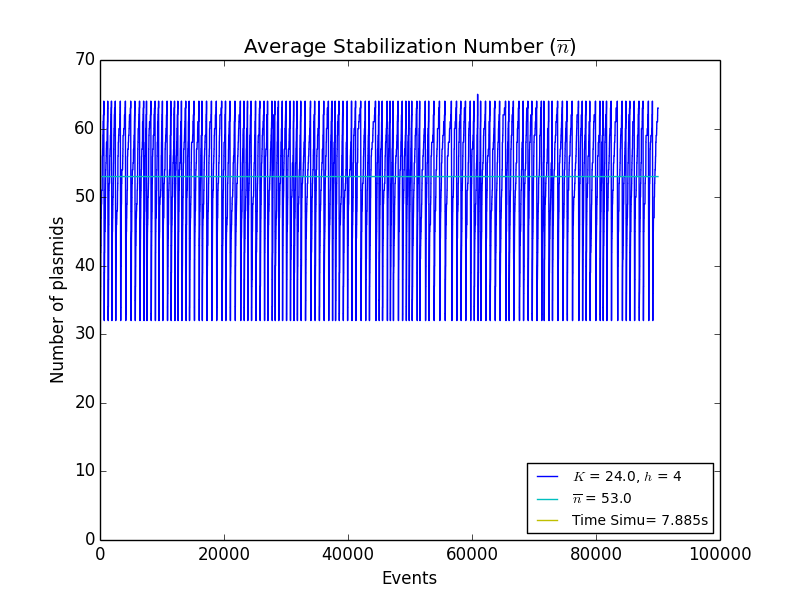 Average Stabilization Number (n̅)
70
60
50
40
30
20
10
0
Number of plasmids
K = 24.0, h = 4
n̅ = 53.0
Time Simu= 7.885s
0 20000 40000 60000 80000 100000
Events